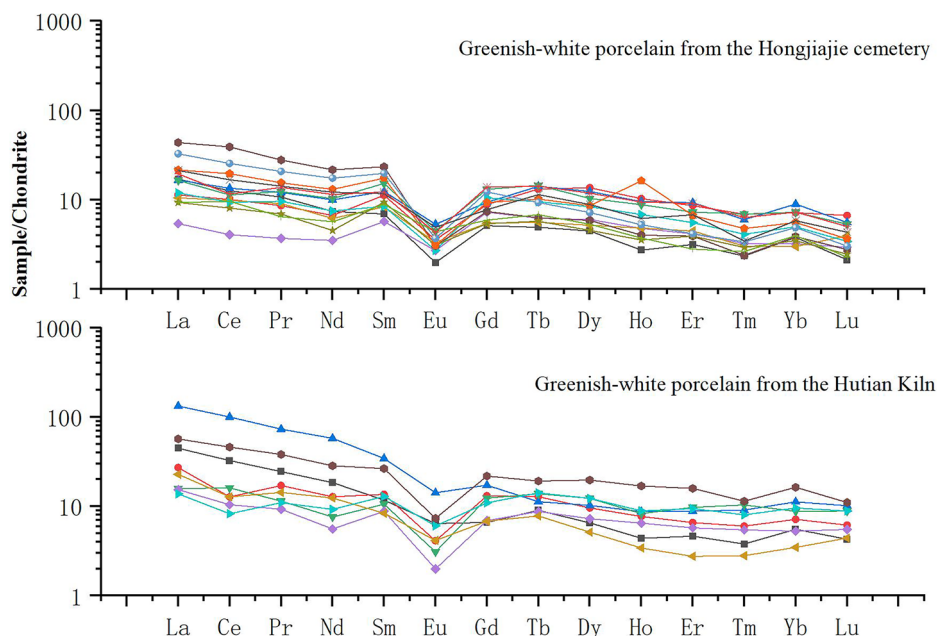 Sample/Chondrite
1000
Greenish-white porcelain from the Hongjiajie cemetery
100
10
1
La Ce Pr Nd Sm Eu Gd Tb Dy Ho Er Tm Yb Lu
1000
Greenish-white porcelain from the Hutian Kiln
100
10
1
La Ce Pr Nd Sm Eu Gd Tb Dy Ho Er Tm Yb Lu